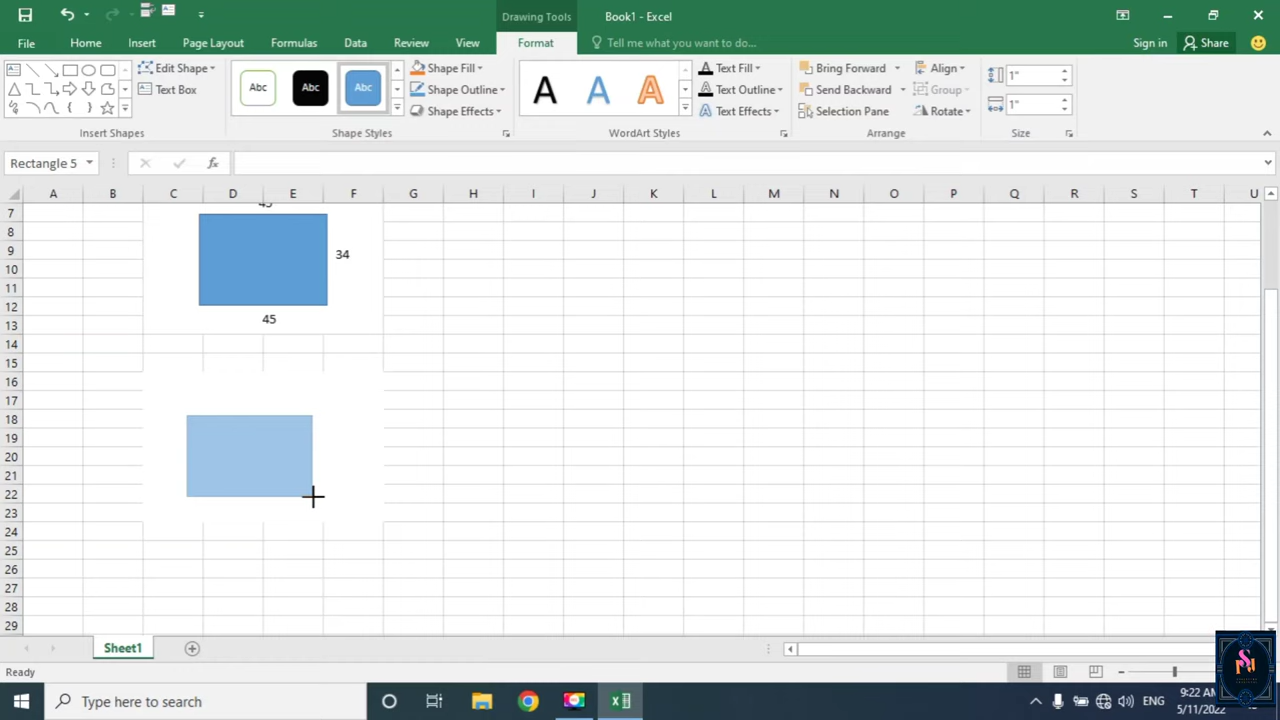 Drawing Tools
Book1 - Excel
File Home Insert Page Layout Formulas Data Review View Format Tell me what you want to do... Sign in Share
Edit Shape
Text Box
Insert Shapes
Abc Abc Abc
Shape Fill
Shape Outline
Shape Effects
Shape Styles
A A A
Text Fill
Text Outline
Text Effects
WordArt Styles
Bring Forward
Send Backward
Selection Pane
Align
Group
Rotate
Arrange
1"
1"
Size
Rectangle 5
fx
A B C D E F G H I J K L M N O P Q R S T U
7
45
8
9
34
10
11
12
13
45
14
15
16
17
18
19
20
21
22
23
24
25
26
27
28
29
Sheet1
Ready
Type here to search
ENG
9:22 AM
5/11/2022